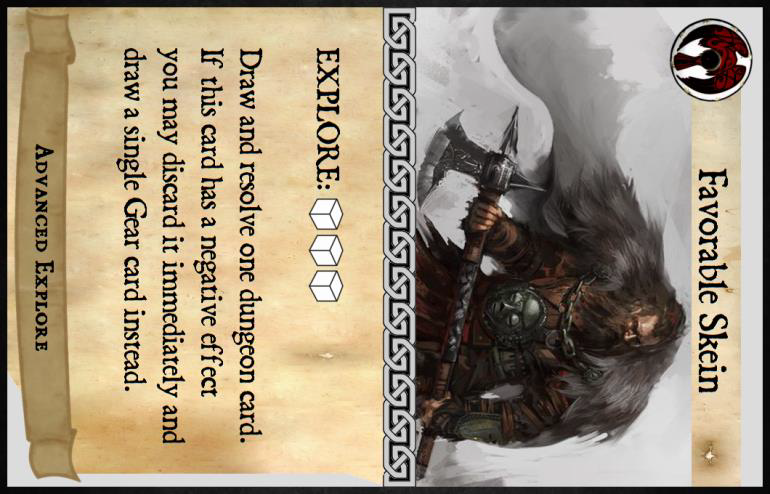 Favorable Skein
EXPLORE:
Draw and resolve one dungeon card.
If this card has a negative effect
you may discard it immediately and
draw a single Gear card instead.
Advanced Explore